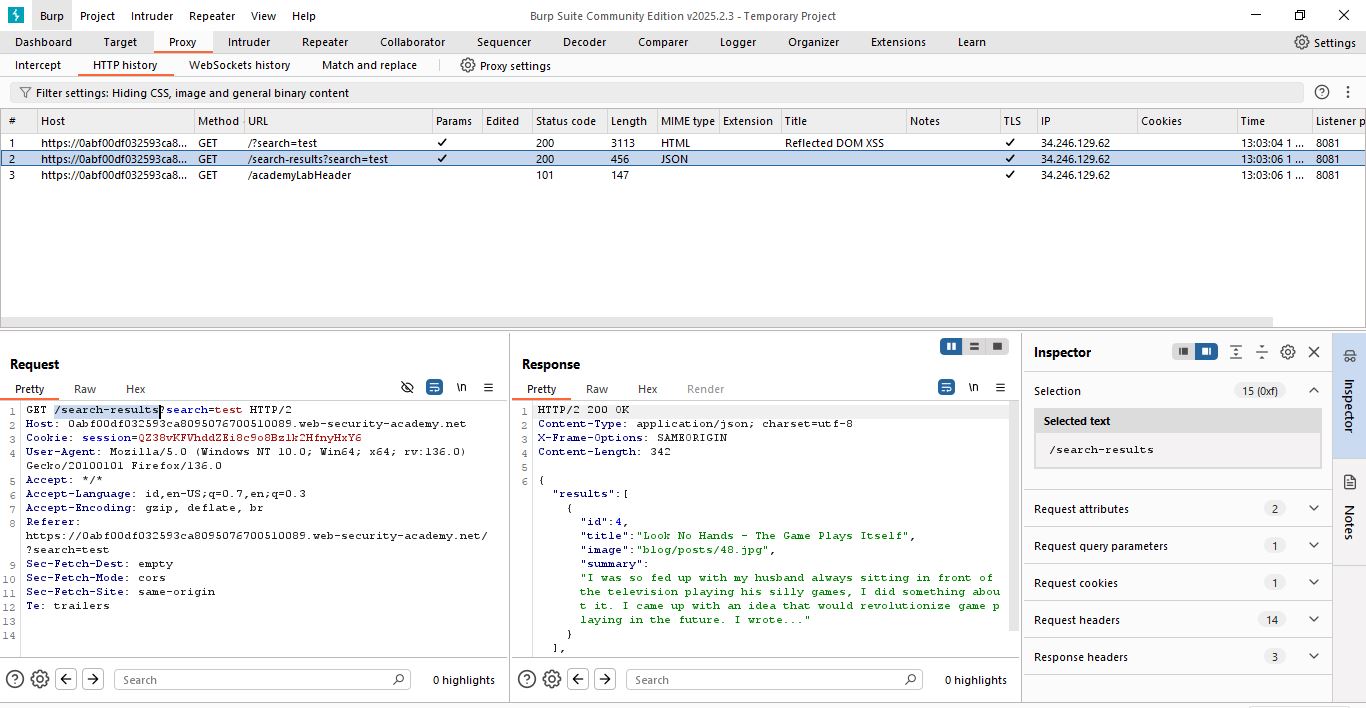 Burp Project Intruder Repeater View Help Burp Suite Community Edition v2025.2.3 - Temporary Project
Dashboard Target Proxy Intruder Repeater Collaborator Sequencer Decoder Comparer Logger Organizer Extensions Learn Settings
Intercept HTTP history WebSockets history Match and replace Proxy settings
Filter settings: Hiding CSS, image and general binary content
# Host Method URL Params Edited Status code Length MIME type Extension Title Notes TLS IP Cookies Time Listener p
1 https://0abf00df032593ca8... GET /?search=test ✓ 200 3113 HTML Reflected DOM XSS ✓ 34.246.129.62 13:03:04 1 ... 8081
2 https://0abf00df032593ca8... GET /search-results?search=test ✓ 200 456 JSON ✓ 34.246.129.62 13:03:06 1 ... 8081
3 https://0abf00df032593ca8... GET /academyLabHeader 101 147 ✓ 34.246.129.62 13:03:06 1 ... 8081
Request
Pretty Raw Hex \n
1 GET /search-results?search=test HTTP/2
2 Host: 0abf00df032593ca8095076700510089.web-security-academy.net
3 Cookie: session=QZ38vKFVhddZEi8c9o8Bzlk2HfnyHxY6
4 User-Agent: Mozilla/5.0 (Windows NT 10.0; Win64; x64; rv:136.0)
Gecko/20100101 Firefox/136.0
5 Accept: */*
6 Accept-Language: id,en-US;q=0.7,en;q=0.3
7 Accept-Encoding: gzip, deflate, br
8 Referer:
https://0abf00df032593ca8095076700510089.web-security-academy.net/
?search=test
9 Sec-Fetch-Dest: empty
10 Sec-Fetch-Mode: cors
11 Sec-Fetch-Site: same-origin
12 Te: trailers
13
14
Search 0 highlights
Response
Pretty Raw Hex Render \n
1 HTTP/2 200 OK
2 Content-Type: application/json; charset=utf-8
3 X-Frame-Options: SAMEORIGIN
4 Content-Length: 342
5
6 {
"results":[
{
"id":4,
"title":"Look No Hands - The Game Plays Itself",
"image":"blog/posts/48.jpg",
"summary":
"I was so fed up with my husband always sitting in front of
the television playing his silly games, I did something abou
t it. I came up with an idea that would revolutionize game p
laying in the future. I wrote..."
}
],
Search 0 highlights
Inspector
Selection 15 (0xf)
Selected text
/search-results
Request attributes 2
Request query parameters 1
Request cookies 1
Request headers 14
Response headers 3
Inspector
Notes